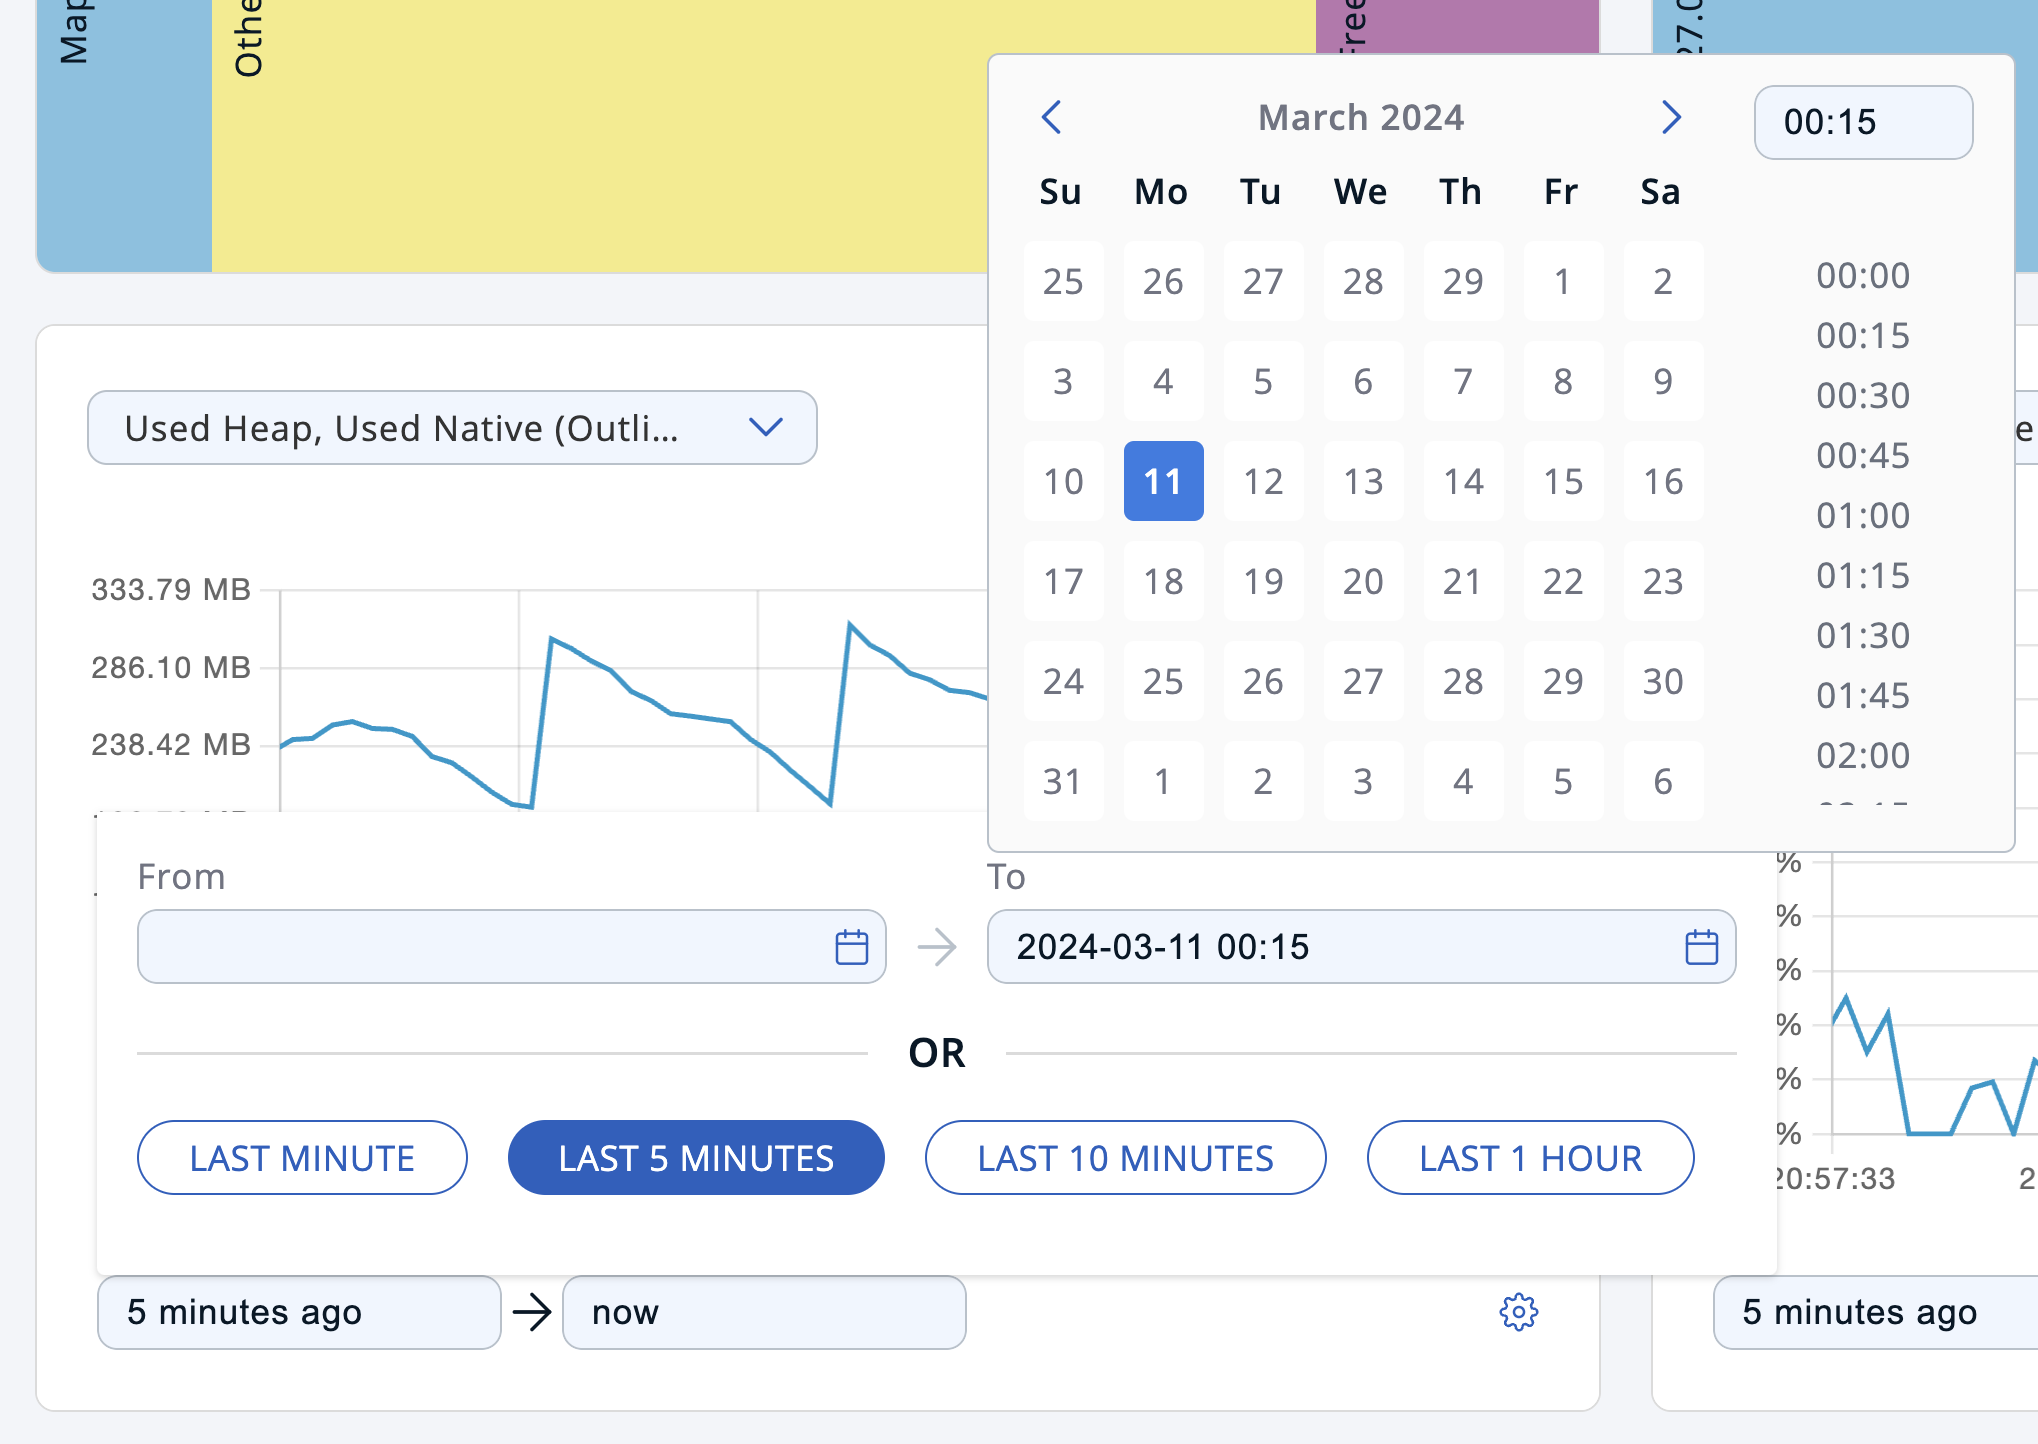 Map
Othe
Free
27.0
March 2024
00:15
Su Mo Tu We Th Fr Sa
25 26 27 28 29 1 2
3 4 5 6 7 8 9
10 11 12 13 14 15 16
17 18 19 20 21 22 23
24 25 26 27 28 29 30
31 1 2 3 4 5 6
00:00
00:15
00:30
00:45
01:00
01:15
01:30
01:45
02:00
Used Heap, Used Native (Outli...
e
333.79 MB
286.10 MB
238.42 MB
From
To
2024-03-11 00:15
OR
LAST MINUTE
LAST 5 MINUTES
LAST 10 MINUTES
LAST 1 HOUR
%
%
%
%
%
%
20:57:33
2
5 minutes ago
now
5 minutes ago